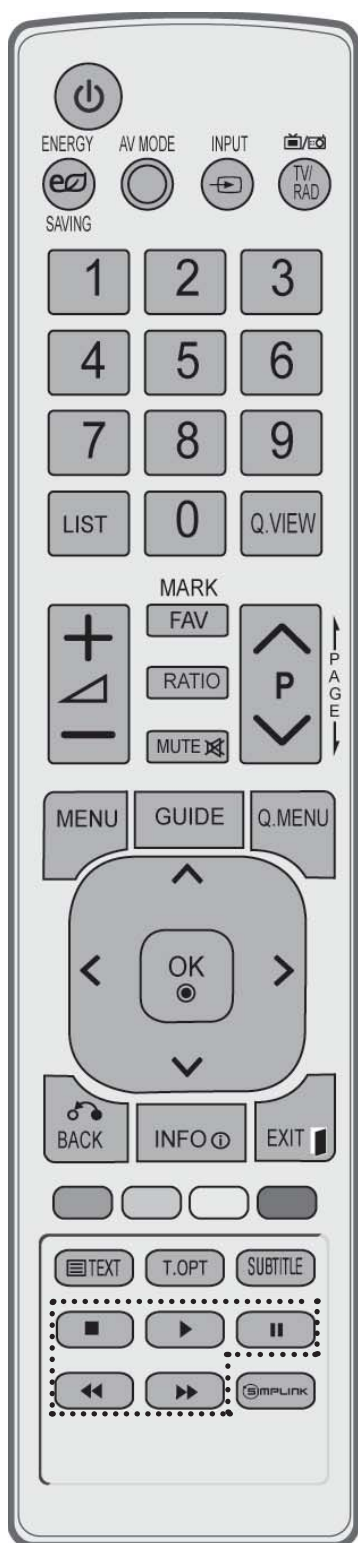 ENERGY AV MODE INPUT
TV/
RAD
SAVING
1 2 3
4 5 6
7 8 9
LIST 0 Q.VIEW
MARK
FAV
RATIO
P
PAGE
MUTE
MENU GUIDE Q.MENU
OK
BACK INFO EXIT
TEXT T.OPT SUBTITLE
SIMPLINK